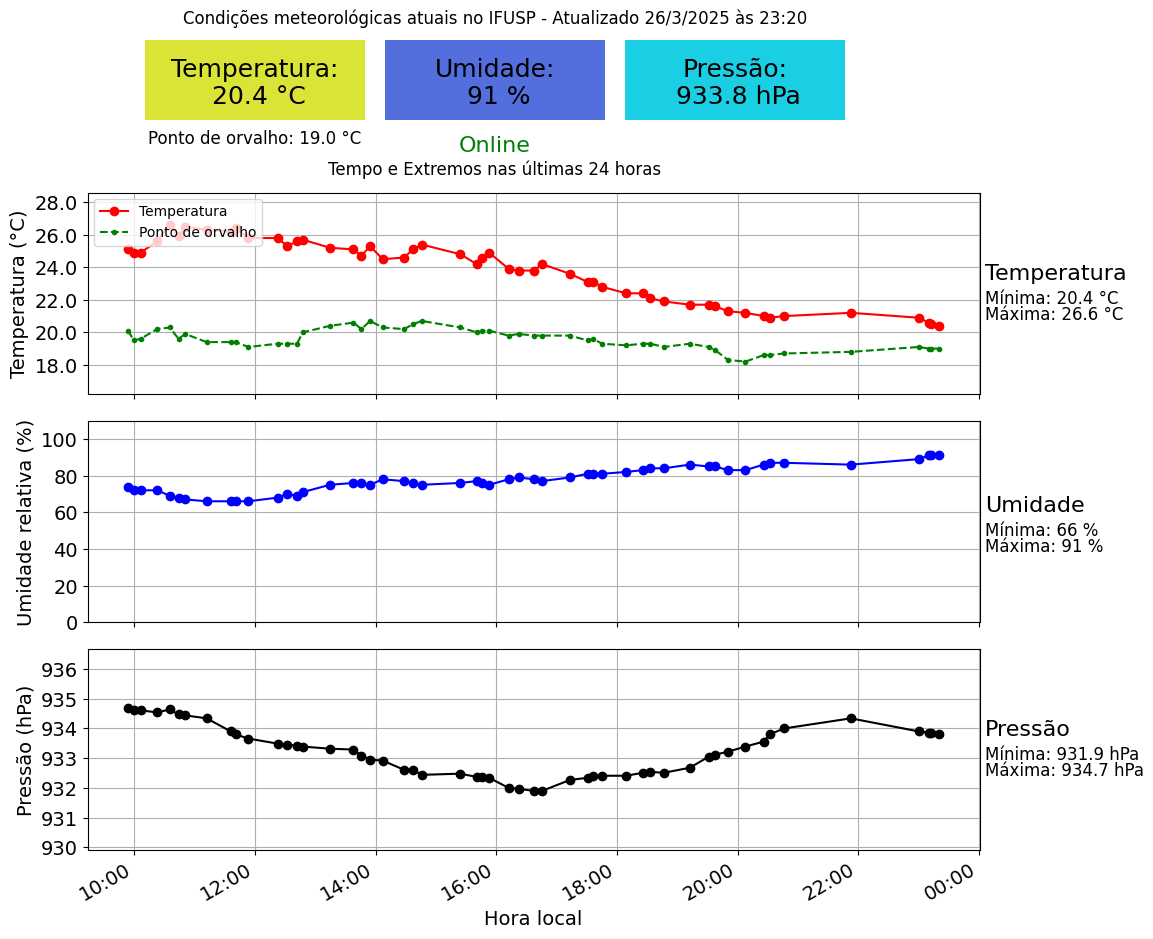 Condições meteorológicas atuais no IFUSP - Atualizado 26/3/2025 às 23:20
Temperatura:
20.4 °C
Umidade:
91 %
Pressão:
933.8 hPa
Ponto de orvalho: 19.0 °C
Online
Tempo e Extremos nas últimas 24 horas
Temperatura (°C)
28.0
26.0
24.0
22.0
20.0
18.0
Temperatura
Ponto de orvalho
Temperatura
Mínima: 20.4 °C
Máxima: 26.6 °C
Umidade relativa (%)
100
80
60
40
20
0
Umidade
Mínima: 66 %
Máxima: 91 %
Pressão (hPa)
936
935
934
933
932
931
930
Pressão
Mínima: 931.9 hPa
Máxima: 934.7 hPa
10:00
12:00
14:00
16:00
18:00
20:00
22:00
00:00
Hora local